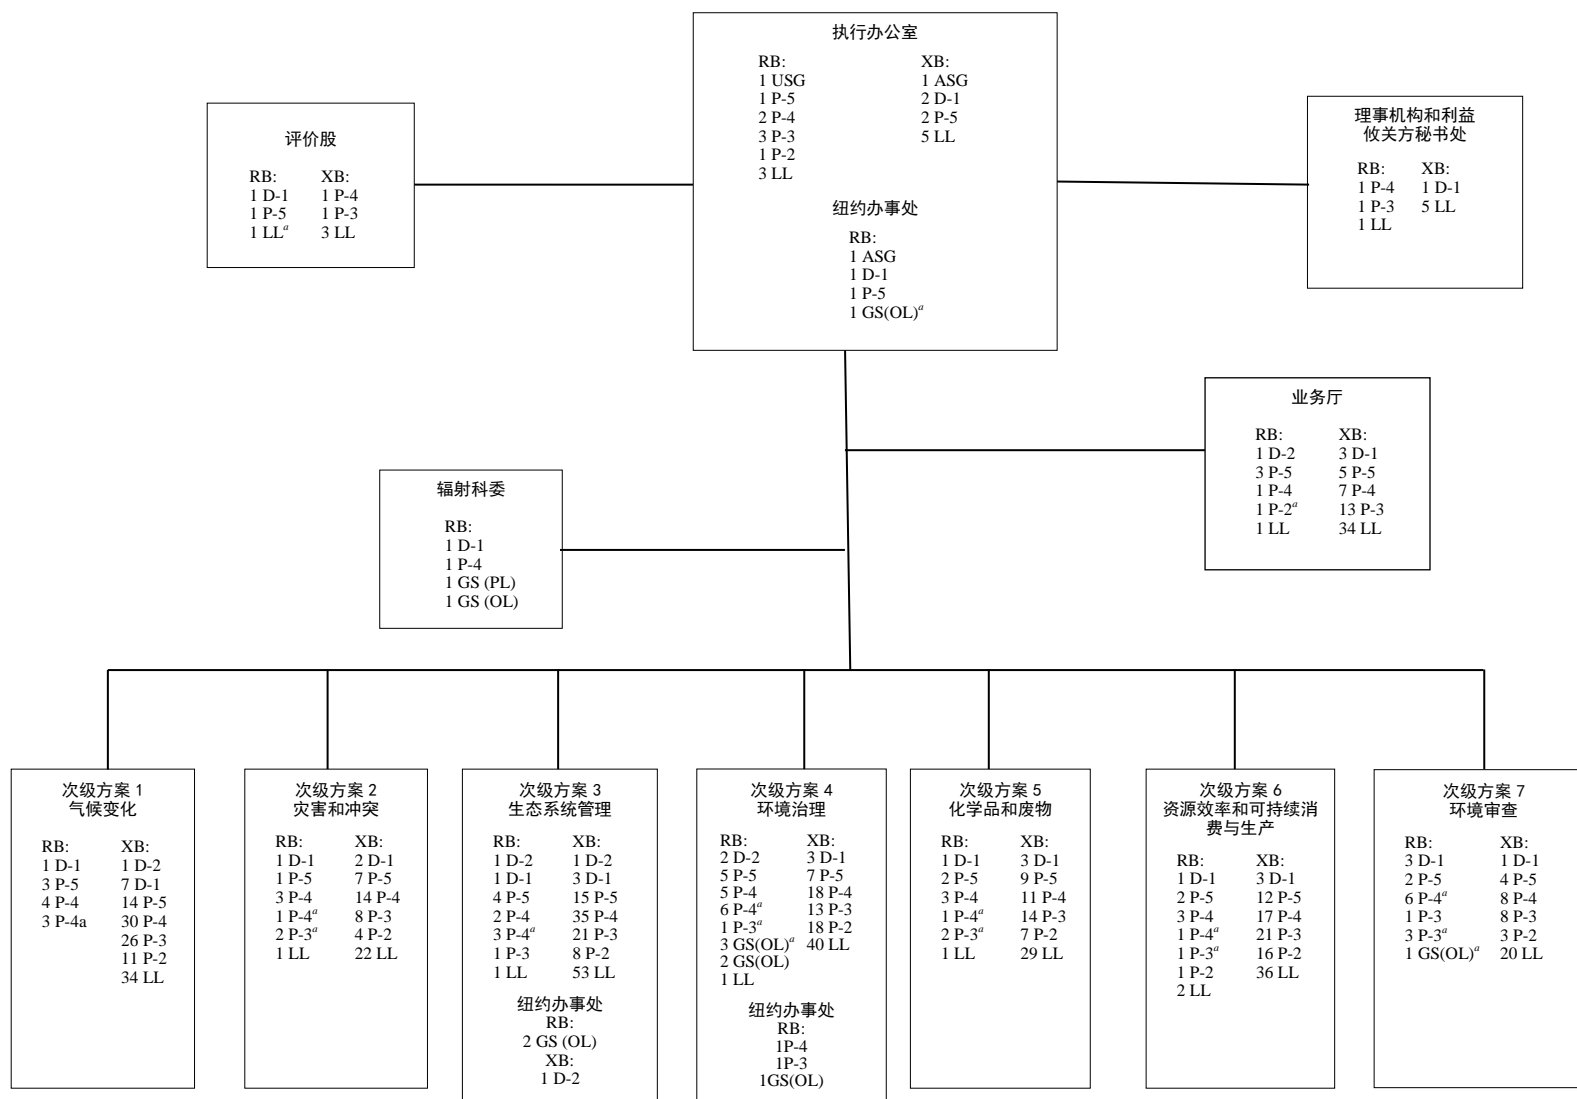 执行办公室
RB:
1 USG
1 P-5
2 P-4
3 P-3
1 P-2
3 LL
XB:
1 ASG
2 D-1
2 P-5
5 LL
纽约办事处
RB:
1 ASG
1 D-1
1 P-5
1 GS(OL)a
评价股
RB:
1 D-1
1 P-5
1 LLa
XB:
1 P-4
1 P-3
3 LL
理事机构和利益
攸关方秘书处
RB:
1 P-4
1 P-3
1 LL
XB:
1 D-1
5 LL
业务厅
RB:
1 D-2
3 P-5
1 P-4
1 P-2a
1 LL
XB:
3 D-1
5 P-5
7 P-4
13 P-3
34 LL
辐射科委
RB:
1 D-1
1 P-4
1 GS (PL)
1 GS (OL)
次级方案 1
气候变化
RB:
1 D-1
3 P-5
4 P-4
3 P-4a
XB:
1 D-2
7 D-1
14 P-5
30 P-4
26 P-3
11 P-2
34 LL
次级方案 2
灾害和冲突
RB:
1 D-1
1 P-5
3 P-4
1 P-4a
2 P-3a
1 LL
XB:
2 D-1
7 P-5
14 P-4
8 P-3
4 P-2
22 LL
次级方案 3
生态系统管理
RB:
1 D-2
1 D-1
4 P-5
2 P-4
3 P-4a
1 P-3
1 LL
XB:
1 D-2
3 D-1
15 P-5
35 P-4
21 P-3
8 P-2
53 LL
纽约办事处
RB:
2 GS (OL)
XB:
1 D-2
次级方案 4
环境治理
RB:
2 D-2
5 P-5
5 P-4
6 P-4a
1 P-3a
3 GS(OL)a
2 GS(OL)
1 LL
XB:
3 D-1
7 P-5
18 P-4
13 P-3
18 P-2
40 LL
纽约办事处
RB:
1P-4
1P-3
1GS(OL)
次级方案 5
化学品和废物
RB:
1 D-1
2 P-5
3 P-4
1 P-4a
2 P-3a
1 LL
XB:
3 D-1
9 P-5
11 P-4
14 P-3
7 P-2
29 LL
次级方案 6
资源效率和可持续消
费与生产
RB:
1 D-1
2 P-5
3 P-4
1 P-4a
1 P-3a
1 P-2
2 LL
XB:
3 D-1
12 P-5
17 P-4
21 P-3
16 P-2
36 LL
次级方案 7
环境审查
RB:
3 D-1
2 P-5
6 P-4a
1 P-3
3 P-3a
1 GS(OL)a
XB:
1 D-1
4 P-5
8 P-4
8 P-3
3 P-2
20 LL